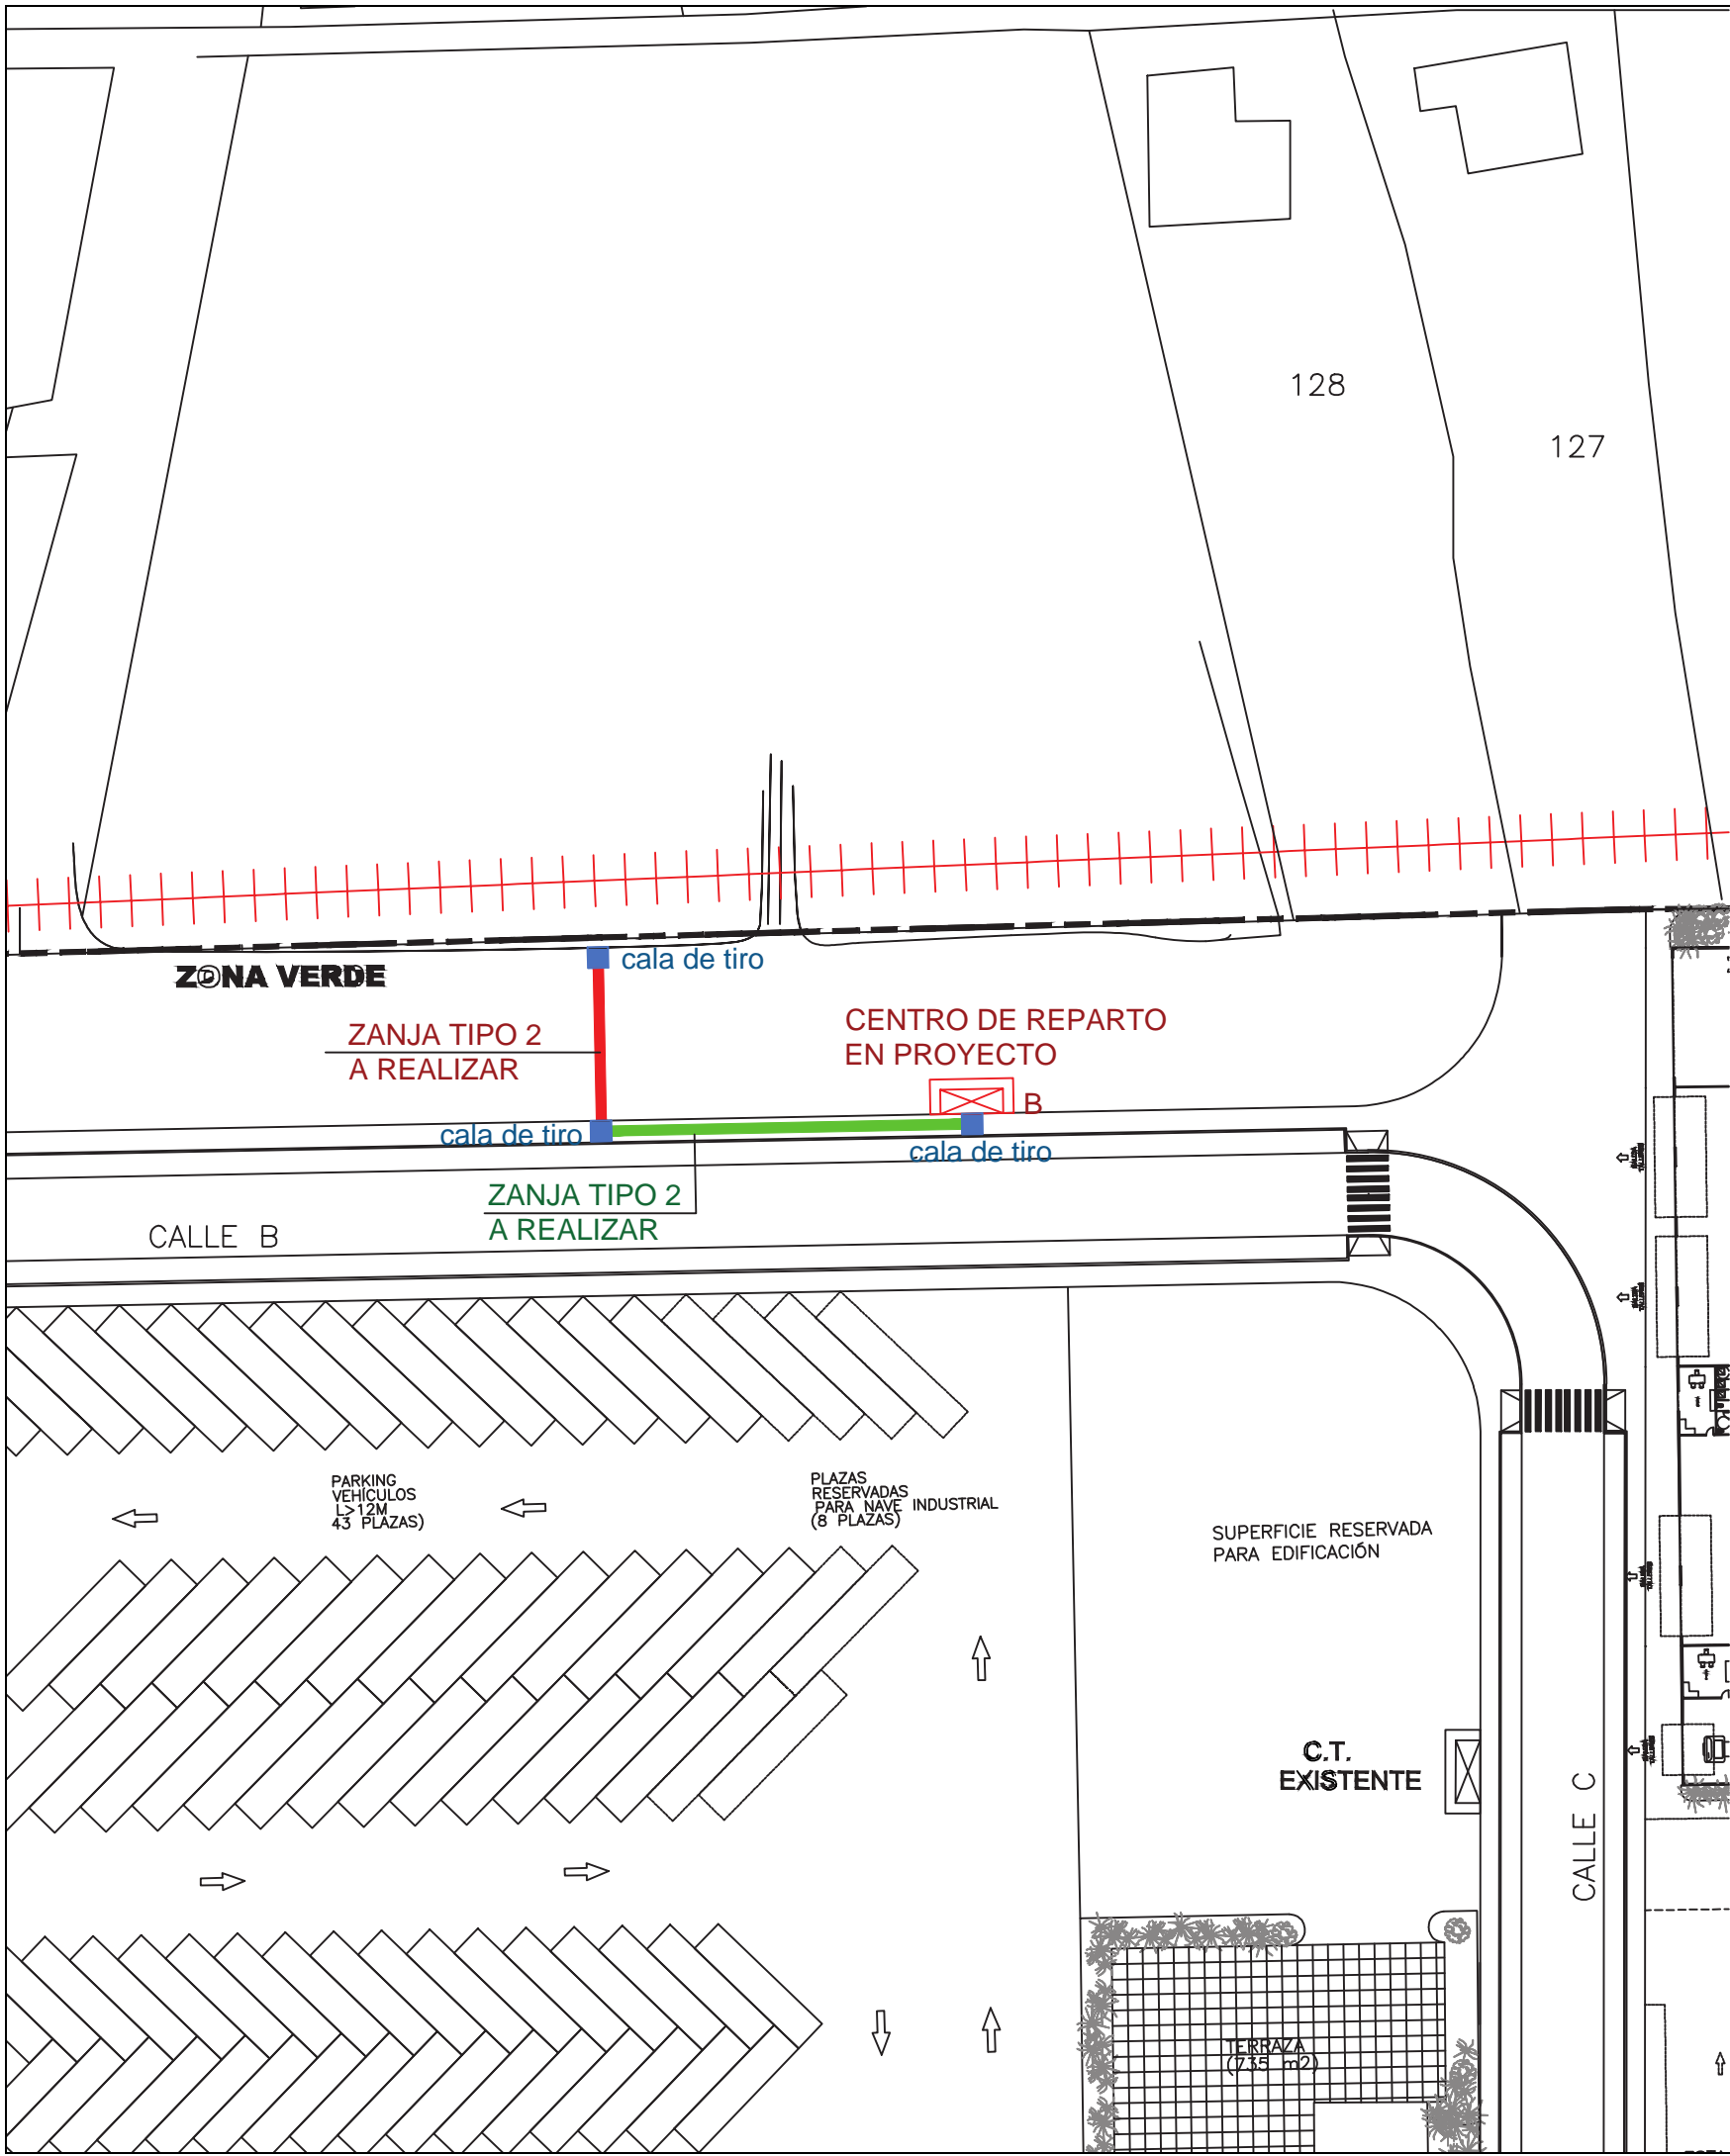 128
127
ZONA VERDE
cala de tiro
ZANJA TIPO 2
A REALIZAR
CENTRO DE REPARTO
EN PROYECTO
B
cala de tiro
cala de tiro
ZANJA TIPO 2
A REALIZAR
CALLE B
PARKING
VEHÍCULOS
L>12M
43 PLAZAS)
PLAZAS
RESERVADAS
PARA NAVE INDUSTRIAL
(8 PLAZAS)
SUPERFICIE RESERVADA
PARA EDIFICACIÓN
C.T.
EXISTENTE
CALLE C
TERRAZA
(735 m2)